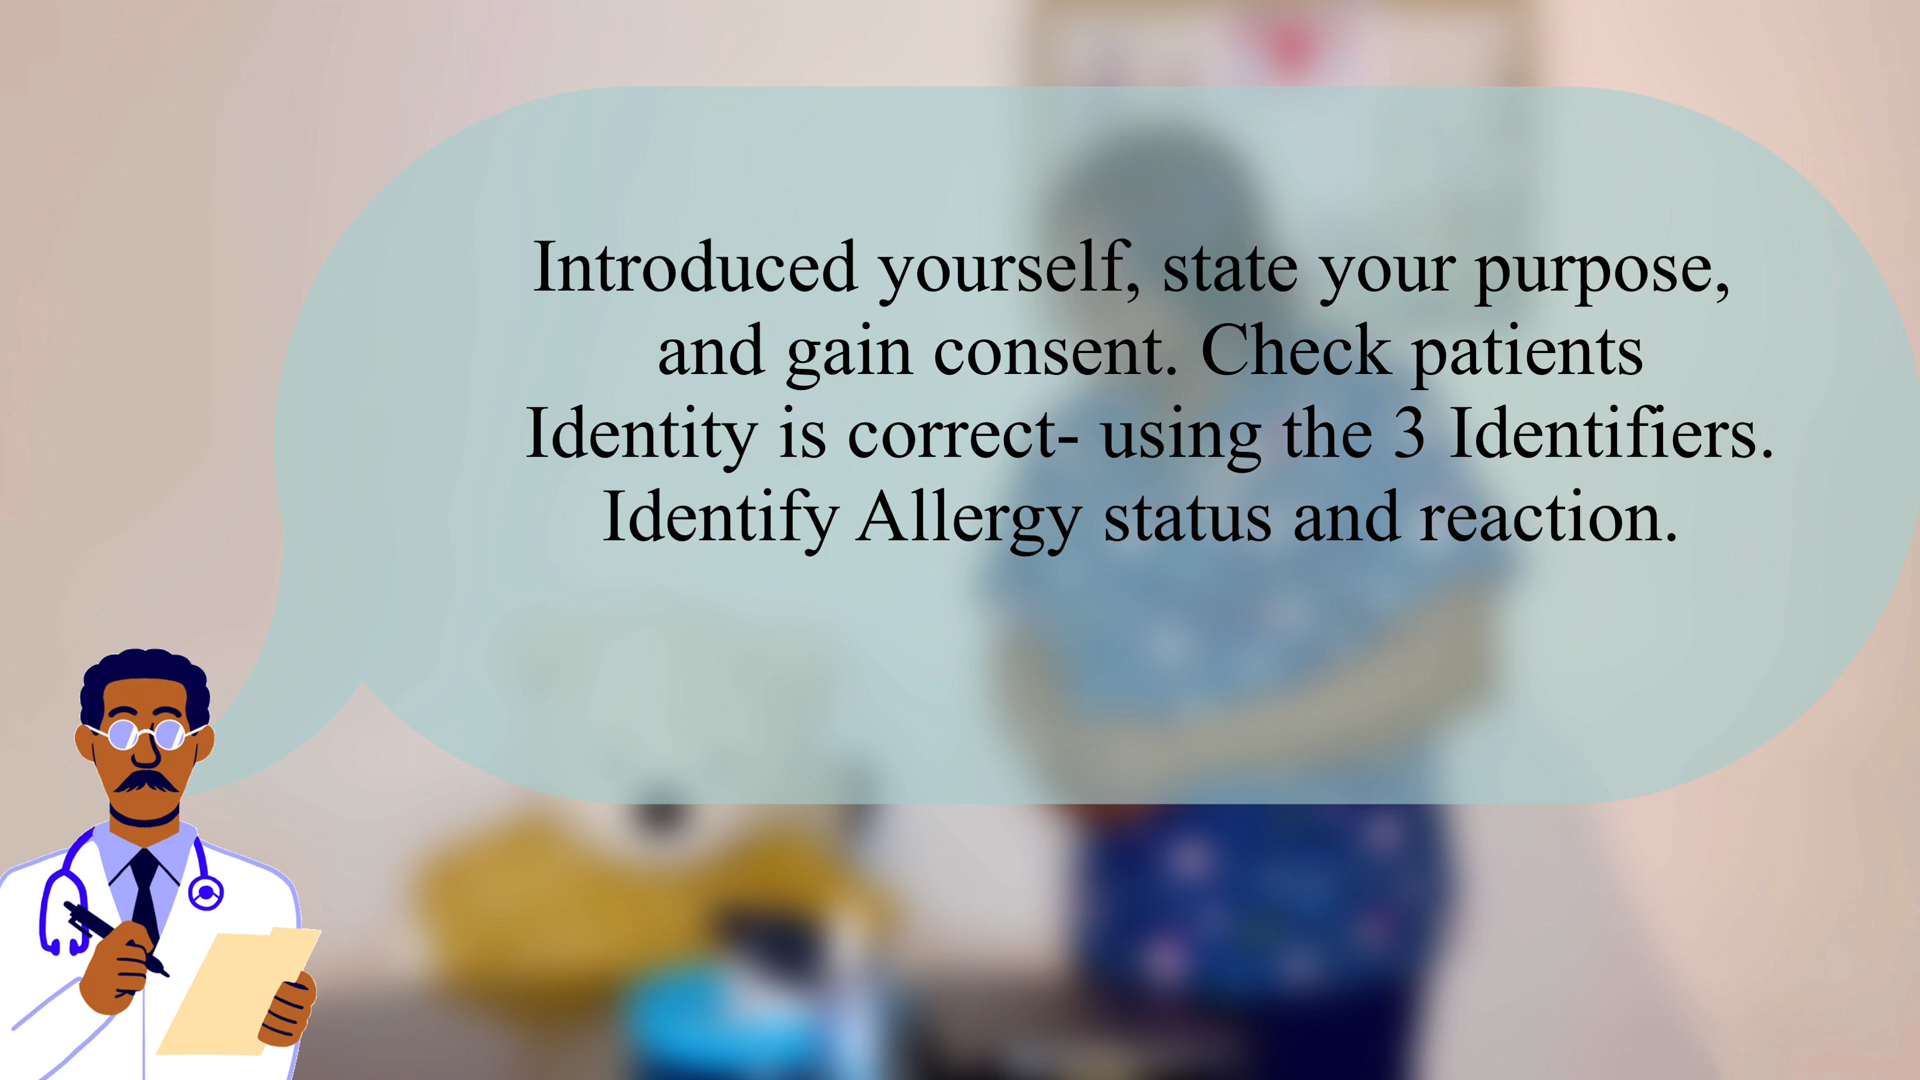 Introduced yourself, state your purpose,
and gain consent. Check patients
Identity is correct- using the 3 Identifiers.
Identify Allergy status and reaction.